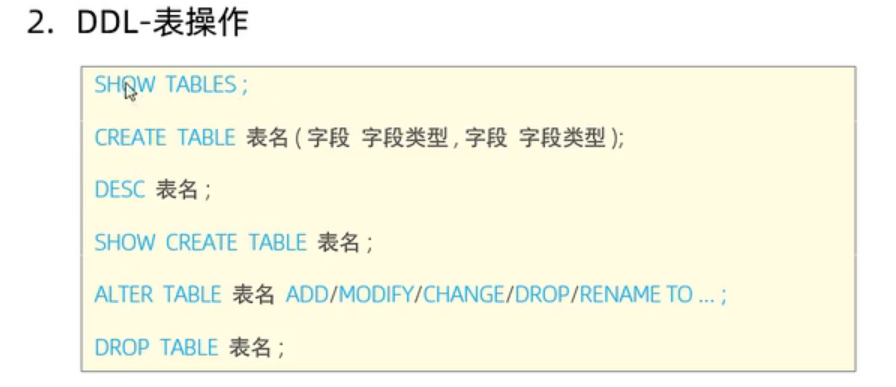 2. DDL-表操作
SHOW TABLES ;
CREATE TABLE 表名 ( 字段 字段类型 , 字段 字段类型 );
DESC 表名 ;
SHOW CREATE TABLE 表名 ;
ALTER TABLE 表名 ADD/MODIFY/CHANGE/DROP/RENAME TO ... ;
DROP TABLE 表名 ;